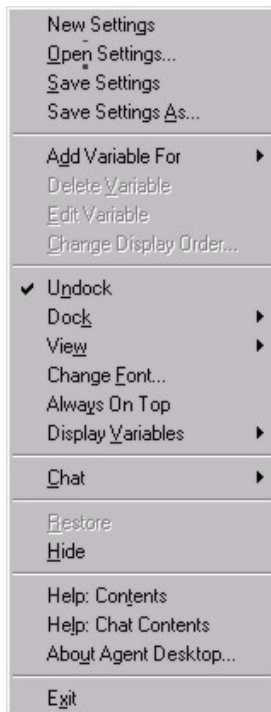 New Settings
Open Settings...
Save Settings
Save Settings As...
Add Variable For
Delete Variable
Edit Variable
Change Display Order...
Undock
Dock
View
Change Font...
Always On Top
Display Variables
Chat
Restore
Hide
Help: Contents
Help: Chat Contents
About Agent Desktop...
Exit